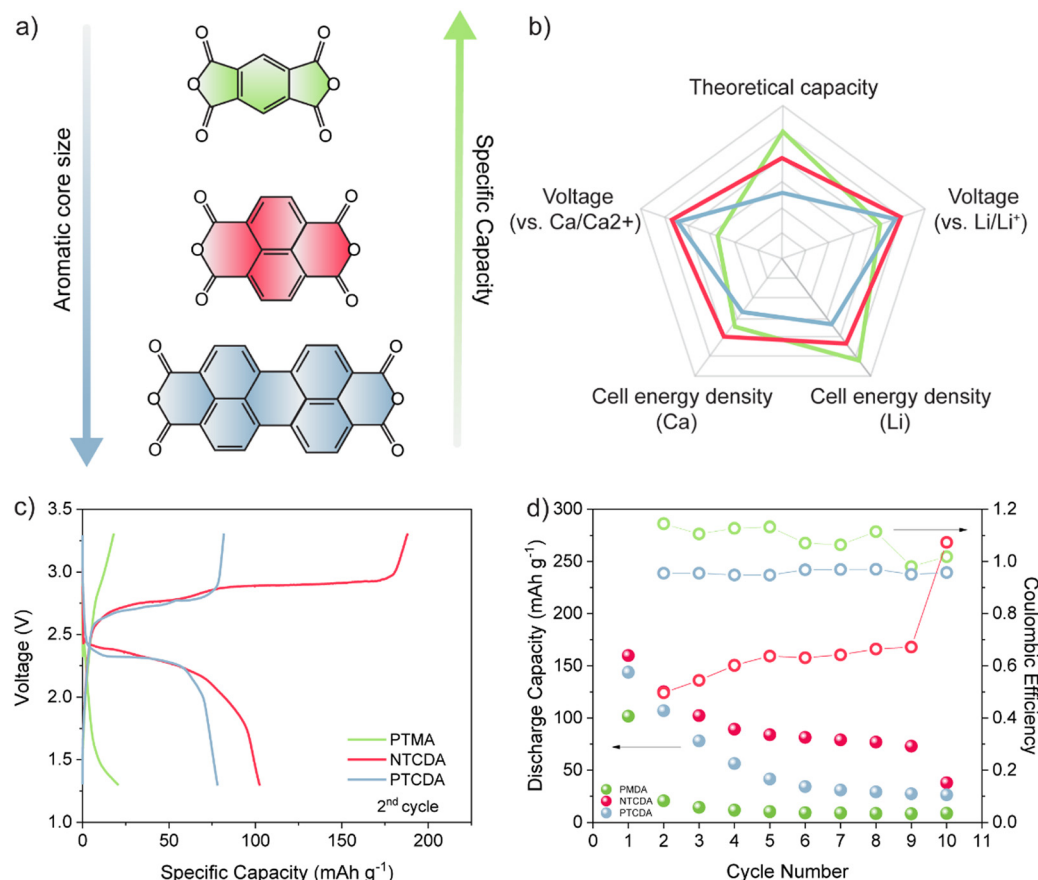 a)
Aromatic core size
Specific Capacity
O O
O O
O O
O O
O O
O O
O O
O O
O O
b)
Theoretical capacity
Voltage
(vs. Ca/Ca2+)
Voltage
(vs. Li/Li⁺)
Cell energy density
(Ca)
Cell energy density
(Li)
c)
Voltage (V)
3.5
3.0
2.5
2.0
1.5
1.0
PTMA
NTCDA
PTCDA
2nd cycle
0 50 100 150 200
Specific Capacity (mAh g⁻¹)
d)
Discharge Capacity (mAh g⁻¹)
300
250
200
150
100
50
0
1.2
1.0
0.8
0.6
0.4
0.2
0.0
Coulombic Efficiency
PMDA
NTCDA
PTCDA
1 2 3 4 5 6 7 8 9 10
Cycle Number